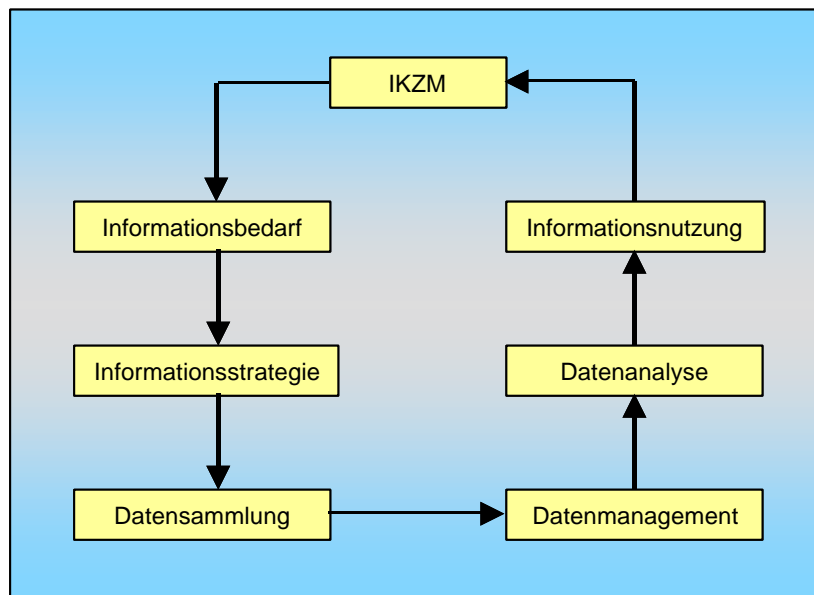 IKZM
Informationsbedarf
Informationsnutzung
Informationsstrategie
Datenanalyse
Datensammlung
Datenmanagement